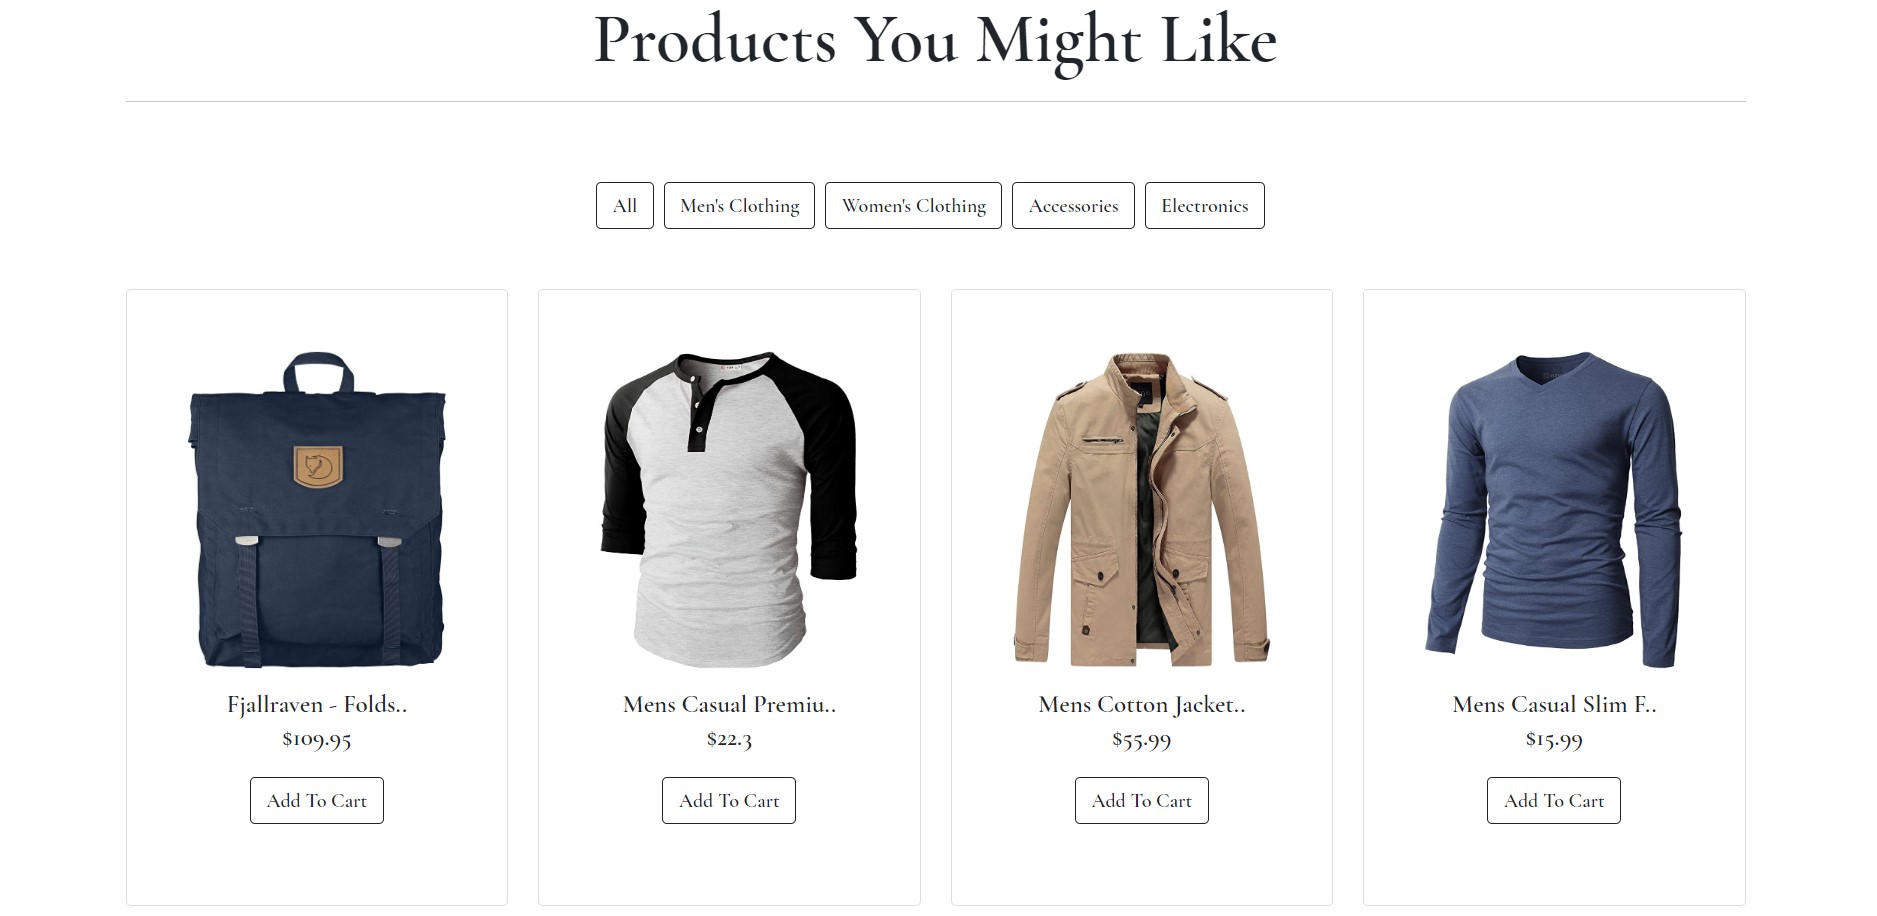 Products You Might Like
All Men's Clothing Women's Clothing Accessories Electronics
Fjallraven - Folds.. Mens Casual Premiu.. Mens Cotton Jacket.. Mens Casual Slim F..
$109.95 $22.3 $55.99 $15.99
Add To Cart Add To Cart Add To Cart Add To Cart